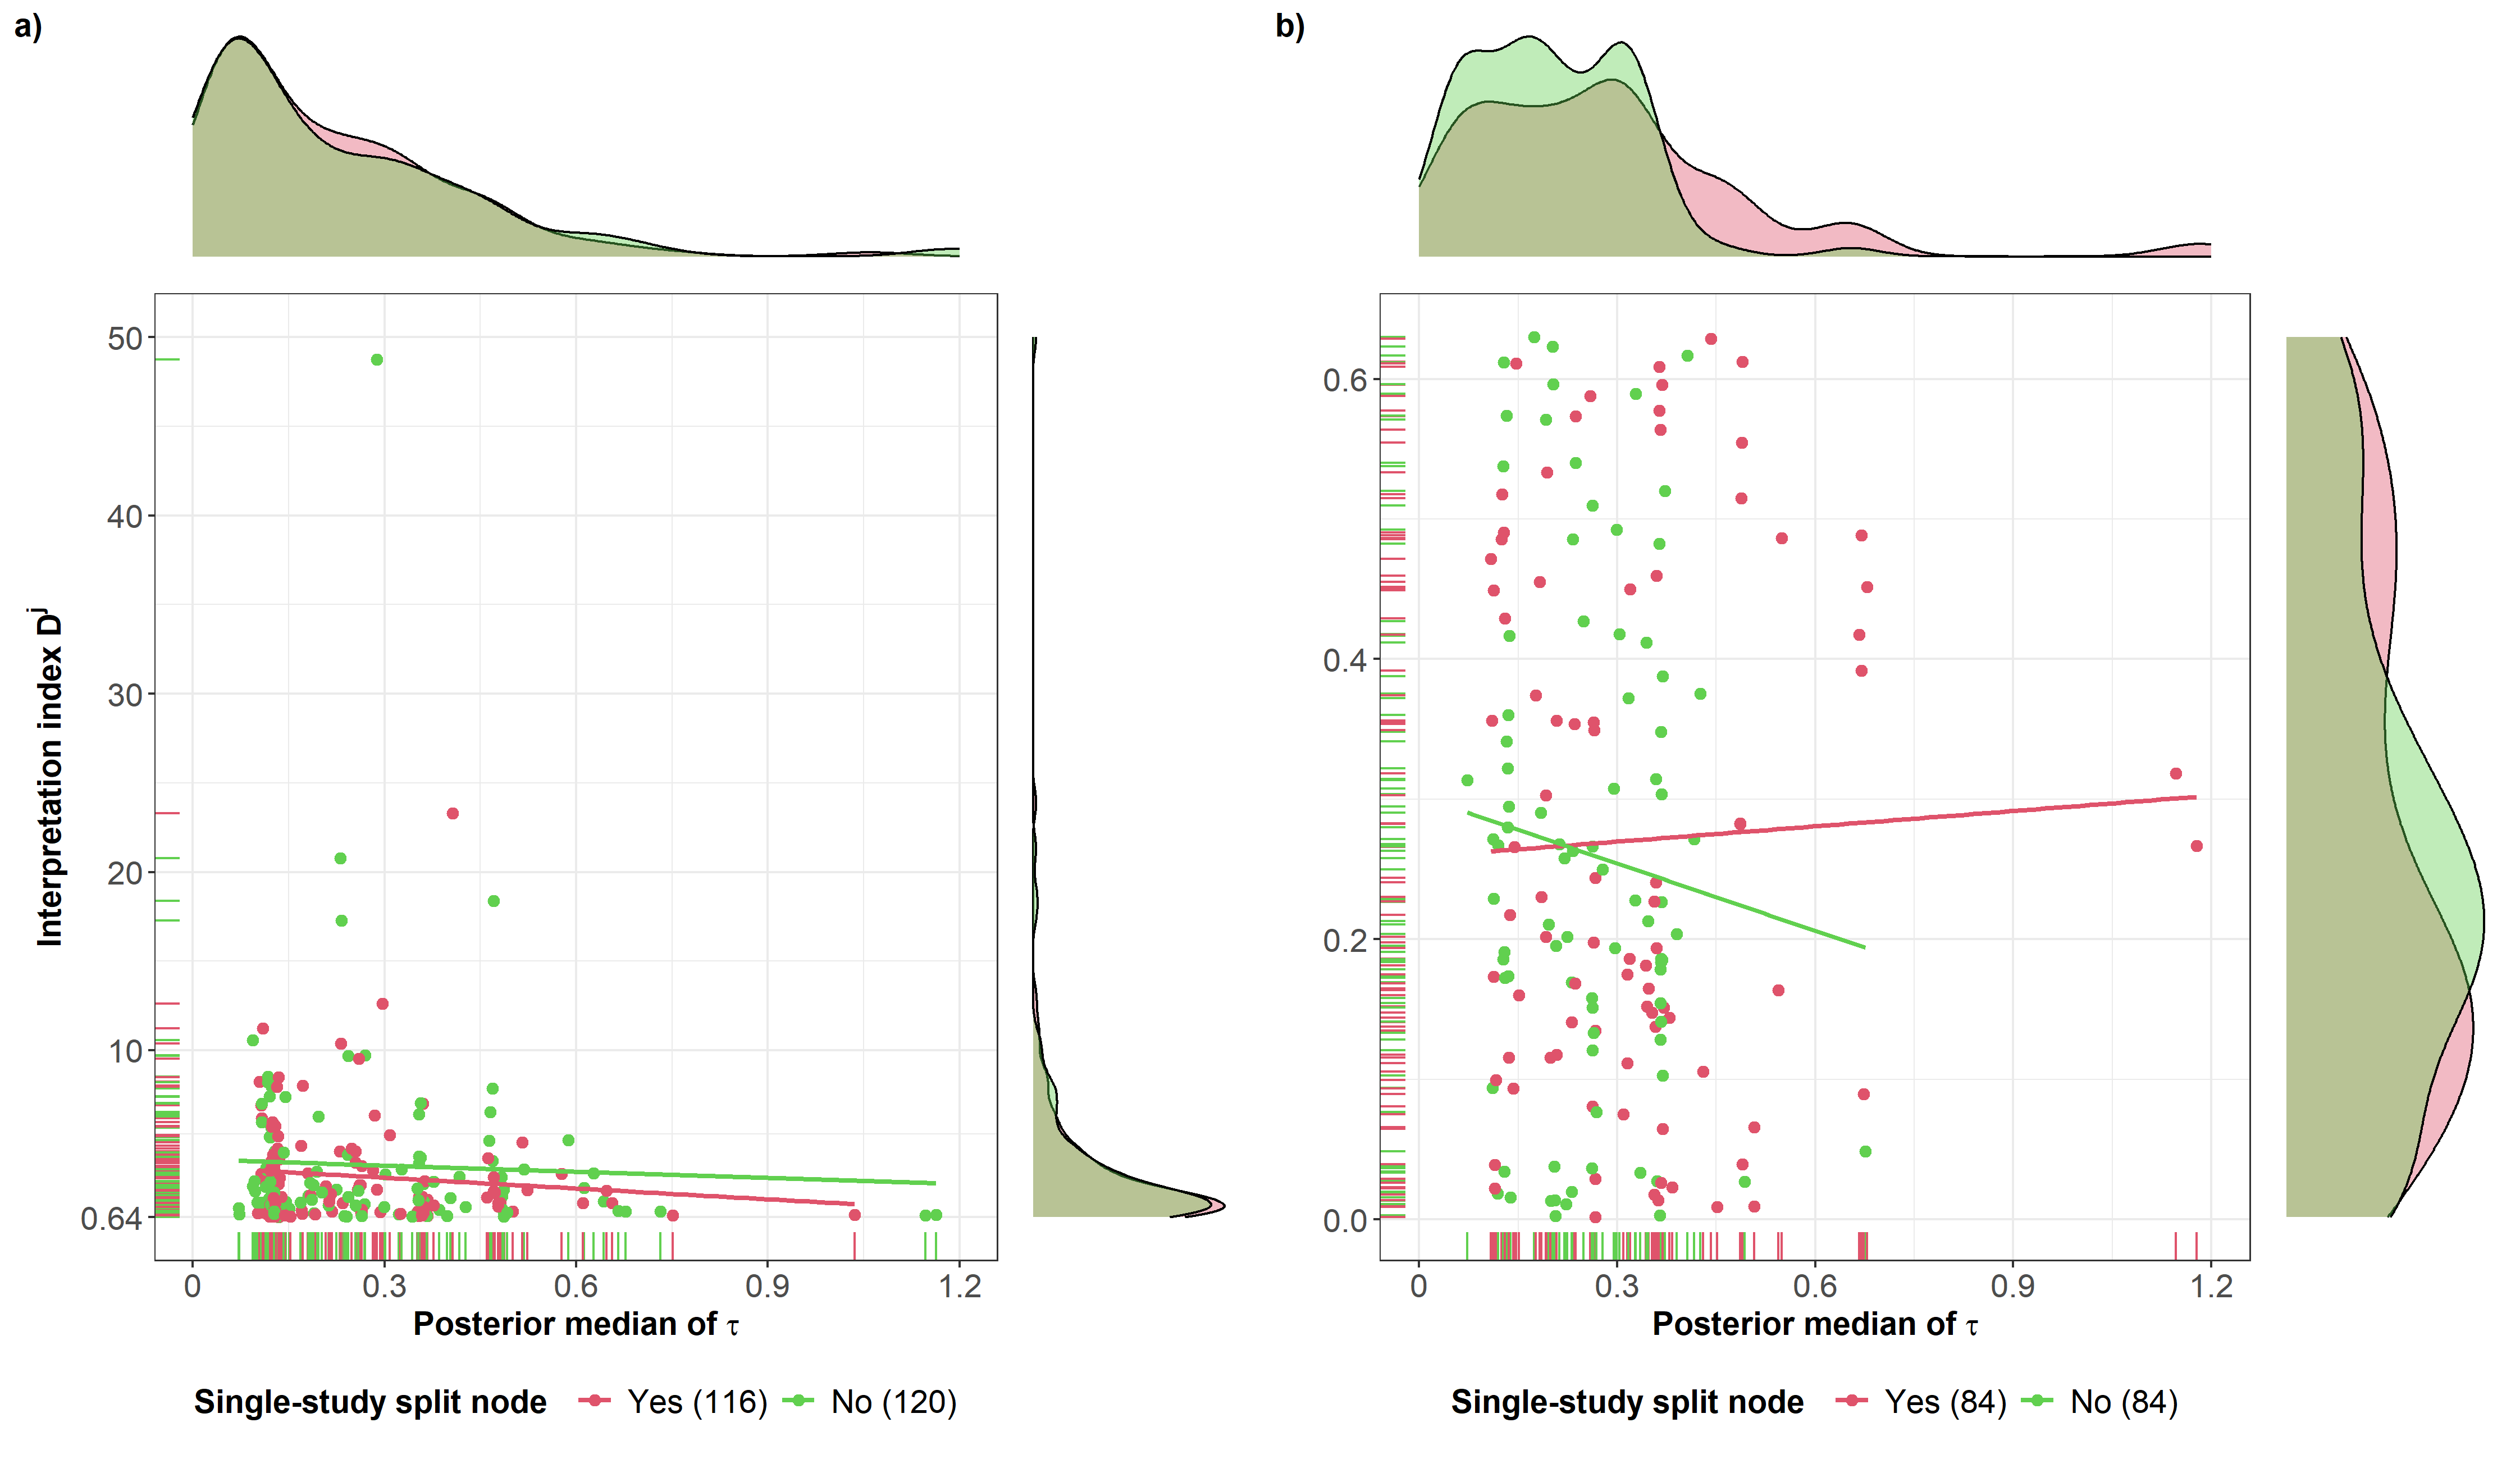 a)
50
40
30
20
10
0.64
Interpretation index D^j
0 0.3 0.6 0.9 1.2
Posterior median of τ
Single-study split node Yes (116) No (120)
b)
0.6
0.4
0.2
0.0
0 0.3 0.6 0.9 1.2
Posterior median of τ
Single-study split node Yes (84) No (84)